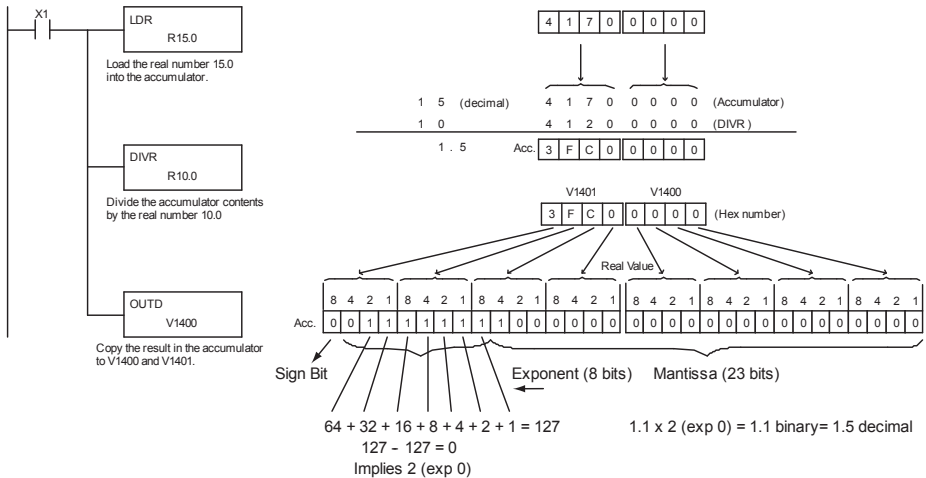 X1
LDR
R15.0
Load the real number 15.0
into the accumulator.
DIVR
R10.0
Divide the accumulator contents
by the real number 10.0
OUTD
V1400
Copy the result in the accumulator
to V1400 and V1401.
4 1 7 0 0 0 0 0
1 5 (decimal) 4 1 7 0 0 0 0 0 (Accumulator)
1 0 4 1 2 0 0 0 0 0 (DIVR )
1 . 5 Acc. 3 F C 0 0 0 0 0
V1401 V1400
3 F C 0 0 0 0 0 (Hex number)
Real Value
8 4 2 1 8 4 2 1 8 4 2 1 8 4 2 1 8 4 2 1 8 4 2 1 8 4 2 1 8 4 2 1
Acc. 0 0 1 1 1 1 1 1 1 1 0 0 0 0 0 0 0 0 0 0 0 0 0 0 0 0 0 0 0 0 0 0
Sign Bit Exponent (8 bits) Mantissa (23 bits)
64 + 32 + 16 + 8 + 4 + 2 + 1 = 127 1.1 x 2 (exp 0) = 1.1 binary= 1.5 decimal
127 - 127 = 0
Implies 2 (exp 0)